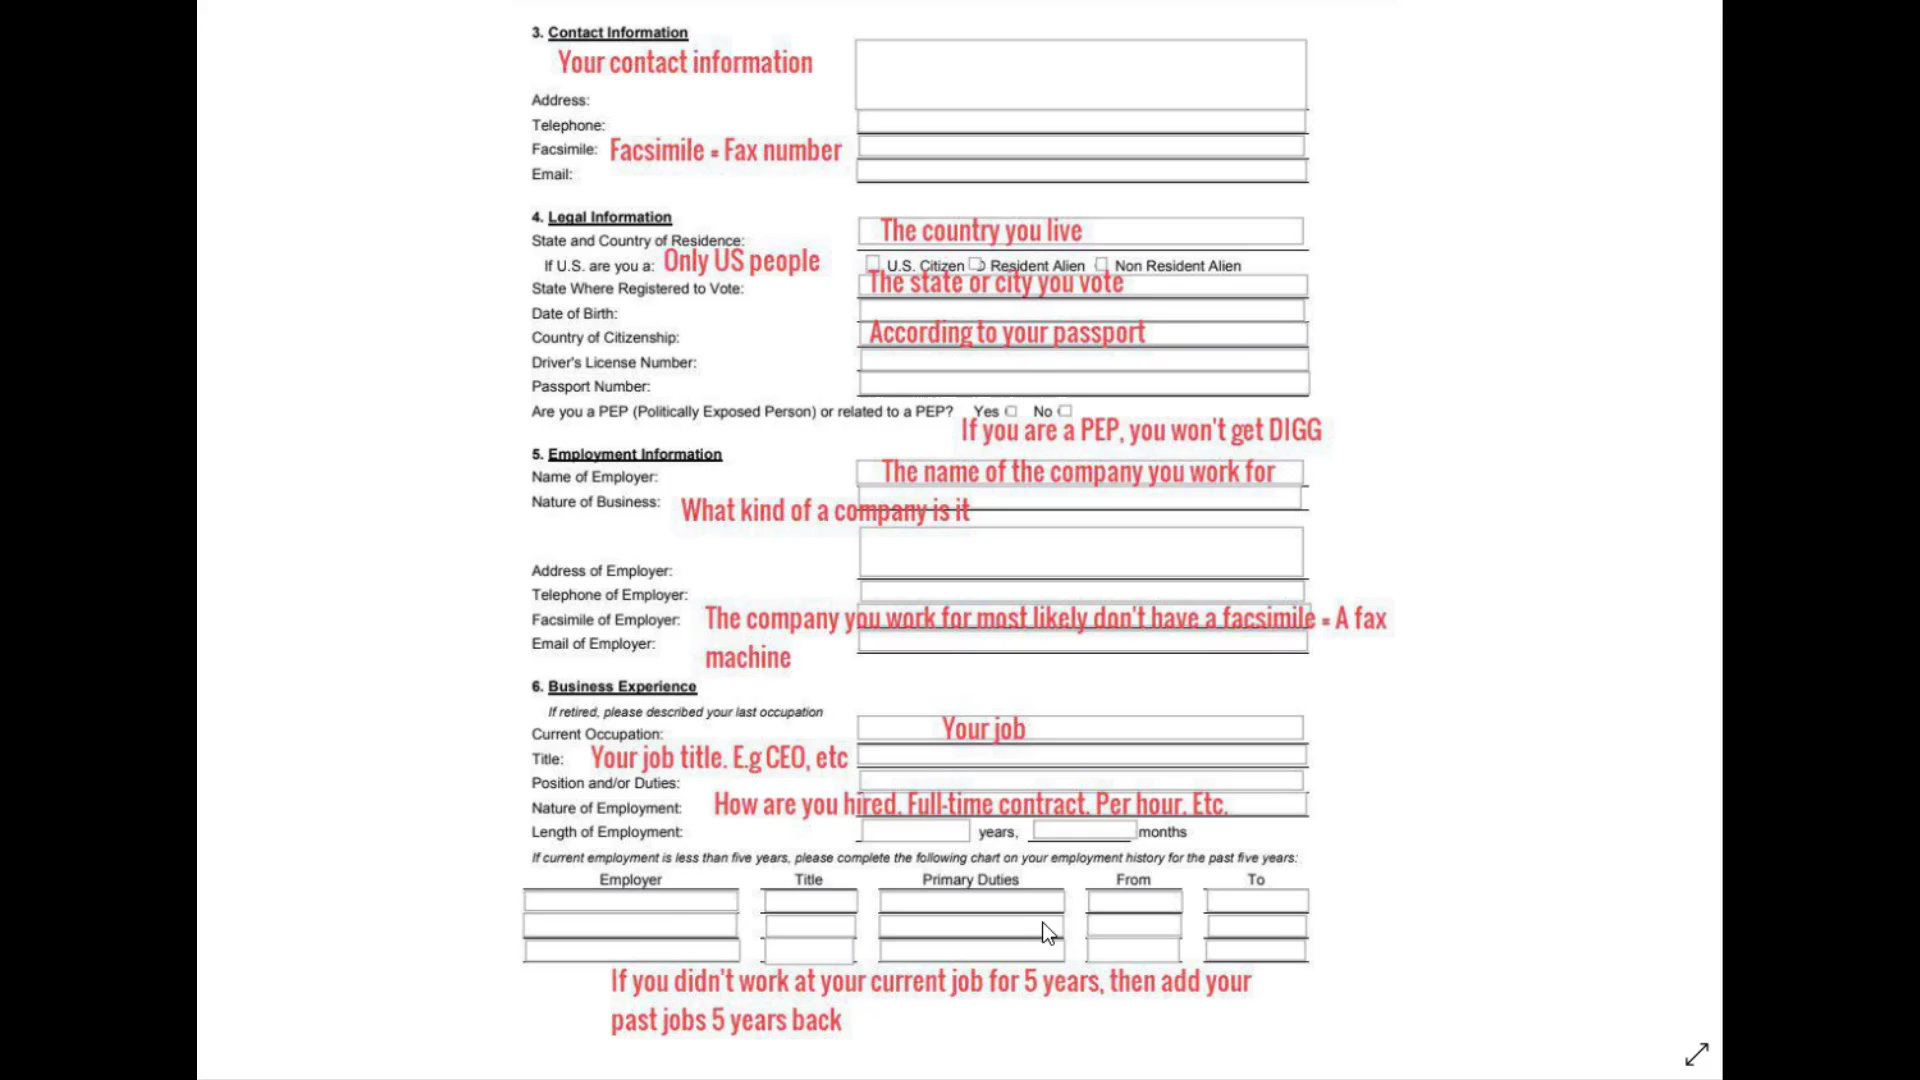 3. Contact Information
Your contact information
Address:
Telephone:
Facsimile: Facsimile = Fax number
Email:
4. Legal Information
State and Country of Residence: The country you live
If U.S. are you a: Only US people U.S. Citizen Resident Alien Non Resident Alien
State Where Registered to Vote: The state or city you vote
Date of Birth:
Country of Citizenship: According to your passport
Driver's License Number:
Passport Number:
Are you a PEP (Politically Exposed Person) or related to a PEP? Yes No
If you are a PEP, you won't get DIGG
5. Employment Information
Name of Employer: The name of the company you work for
Nature of Business: What kind of a company is it
Address of Employer:
Telephone of Employer:
Facsimile of Employer: The company you work for most likely don't have a facsimile = A fax
Email of Employer: machine
6. Business Experience
If retired, please described your last occupation
Current Occupation: Your job
Title: Your job title. E.g CEO, etc
Position and/or Duties:
Nature of Employment: How are you hired. Full-time contract. Per hour. Etc.
Length of Employment: years, months
If current employment is less than five years, please complete the following chart on your employment history for the past five years:
Employer Title Primary Duties From To
If you didn't work at your current job for 5 years, then add your
past jobs 5 years back